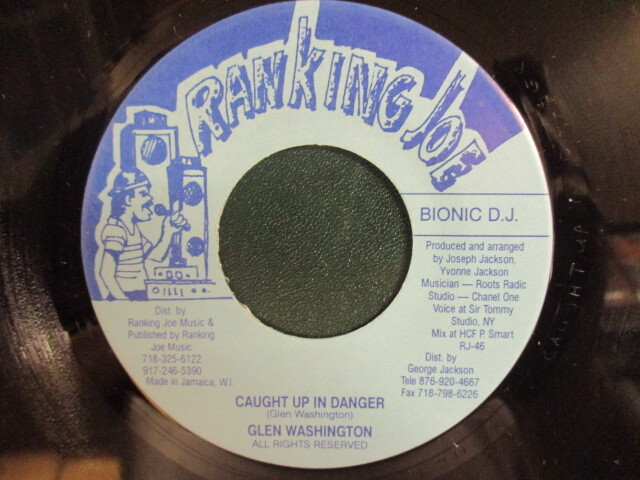 RANKING JOE
BIONIC D.J.
Produced and arranged
by Joseph Jackson,
Yvonne Jackson
Musician — Roots Radic
Studio — Chanel One
Voice at Sir Tommy
Studio, NY
Mix at HCF P. Smart
RJ-46
Dist. by
George Jackson
Tele 876-920-4667
Fax 718-798-6226
Dist. by
Ranking Joe Music &
Published by Ranking
Joe Music
718-325-6122
917-246-5390
Made in Jamaica, W.I.
CAUGHT UP IN DANGER
(Glen Washington)
GLEN WASHINGTON
ALL RIGHTS RESERVED
CAUGHT UP